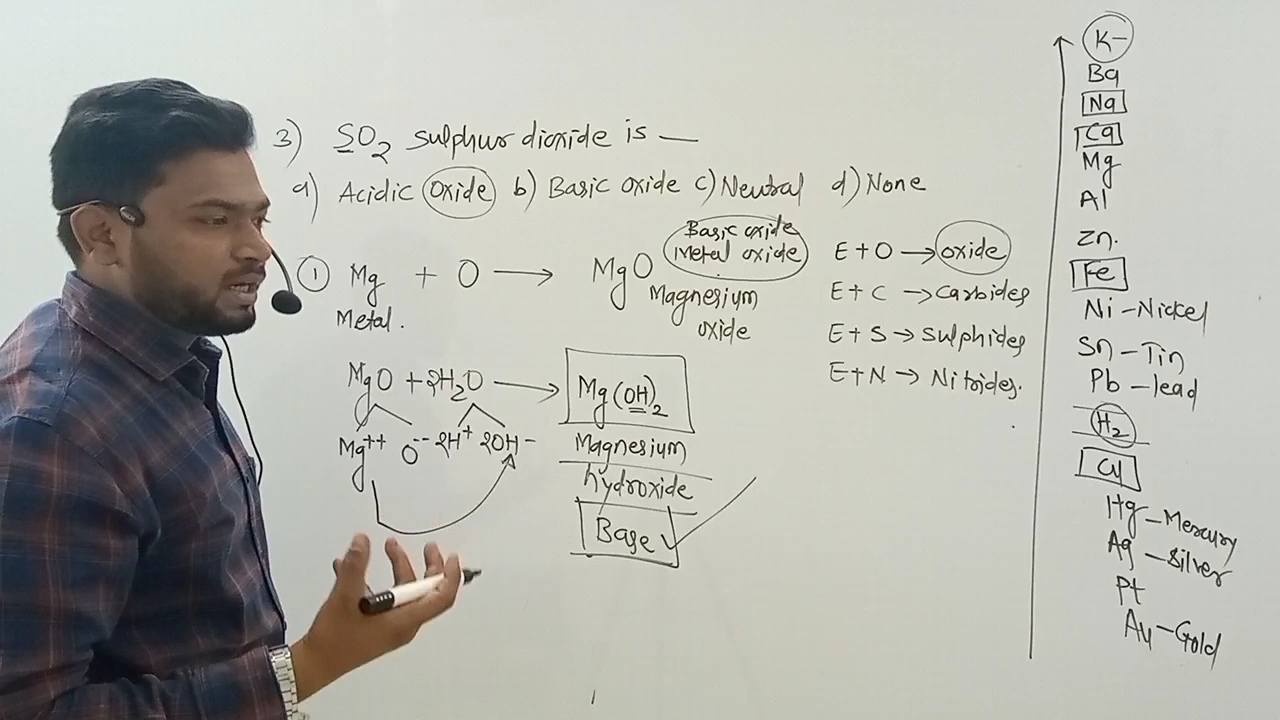 3) SO2 sulphur dioxide is —
a) Acidic oxide b) Basic oxide c) Neutral d) None
① Mg + O → MgO
Metal.
Basic oxide
Metal oxide
Magnesium
oxide
MgO + 2H2O → Mg(OH)2
Mg++ O-- 2H+ 2OH-
Magnesium
hydroxide
Base
E + O → oxide
E + C → Carbides
E + S → Sulphides
E + N → Nitrides.
K
Ba
Na
Ca
Mg
Al
Zn.
Fe
Ni - Nickel
Sn - Tin
Pb - lead
H2
Cu
Hg - Mercury
Ag - Silver
Pt
Au - Gold